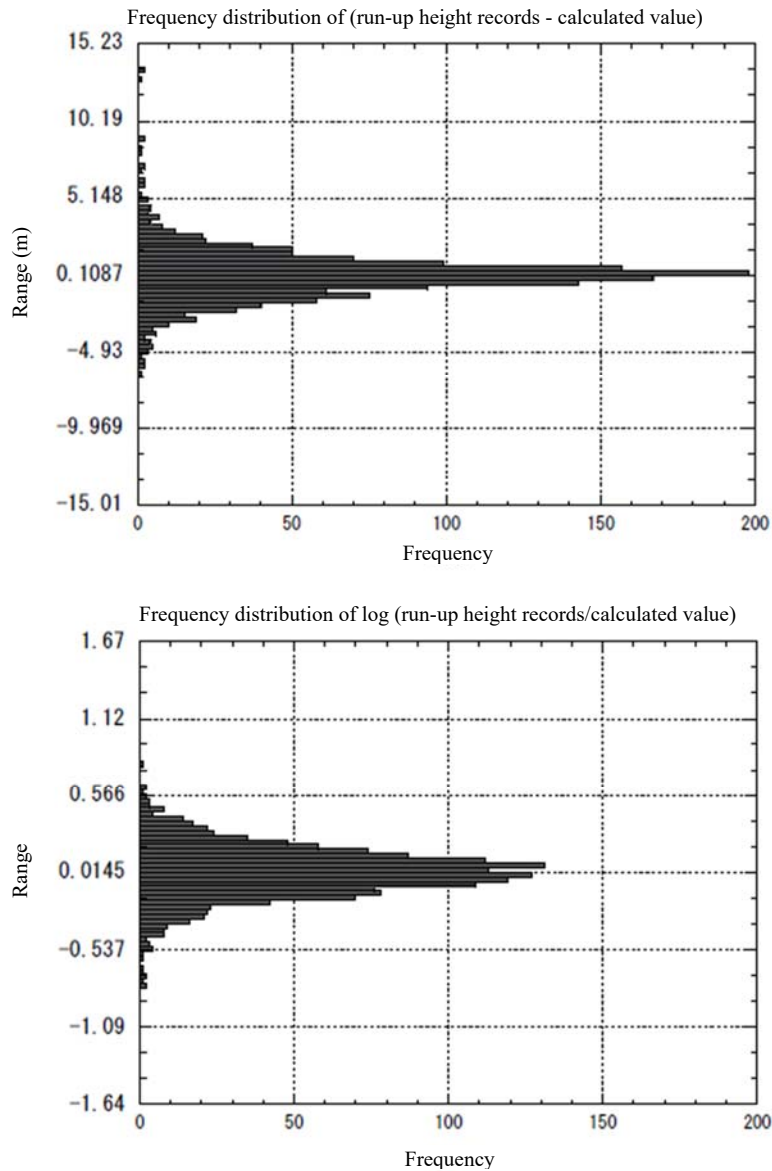 Frequency distribution of (run-up height records - calculated value)
15.23
10.19
5.148
0.1087
-4.93
-9.969
-15.01
Range (m)
0 50 100 150 200
Frequency
Frequency distribution of log (run-up height records/calculated value)
1.67
1.12
0.566
0.0145
-0.537
-1.09
-1.64
Range
0 50 100 150 200
Frequency